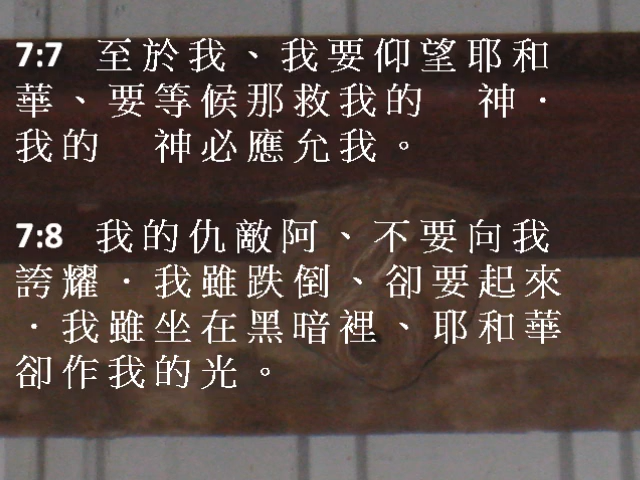 7:7 至於我、我要仰望耶和
華、要等候那救我的　神．
我的　神必應允我。
7:8 我的仇敵阿、不要向我
誇耀．我雖跌倒、卻要起來
．我雖坐在黑暗裡、耶和華
卻作我的光。